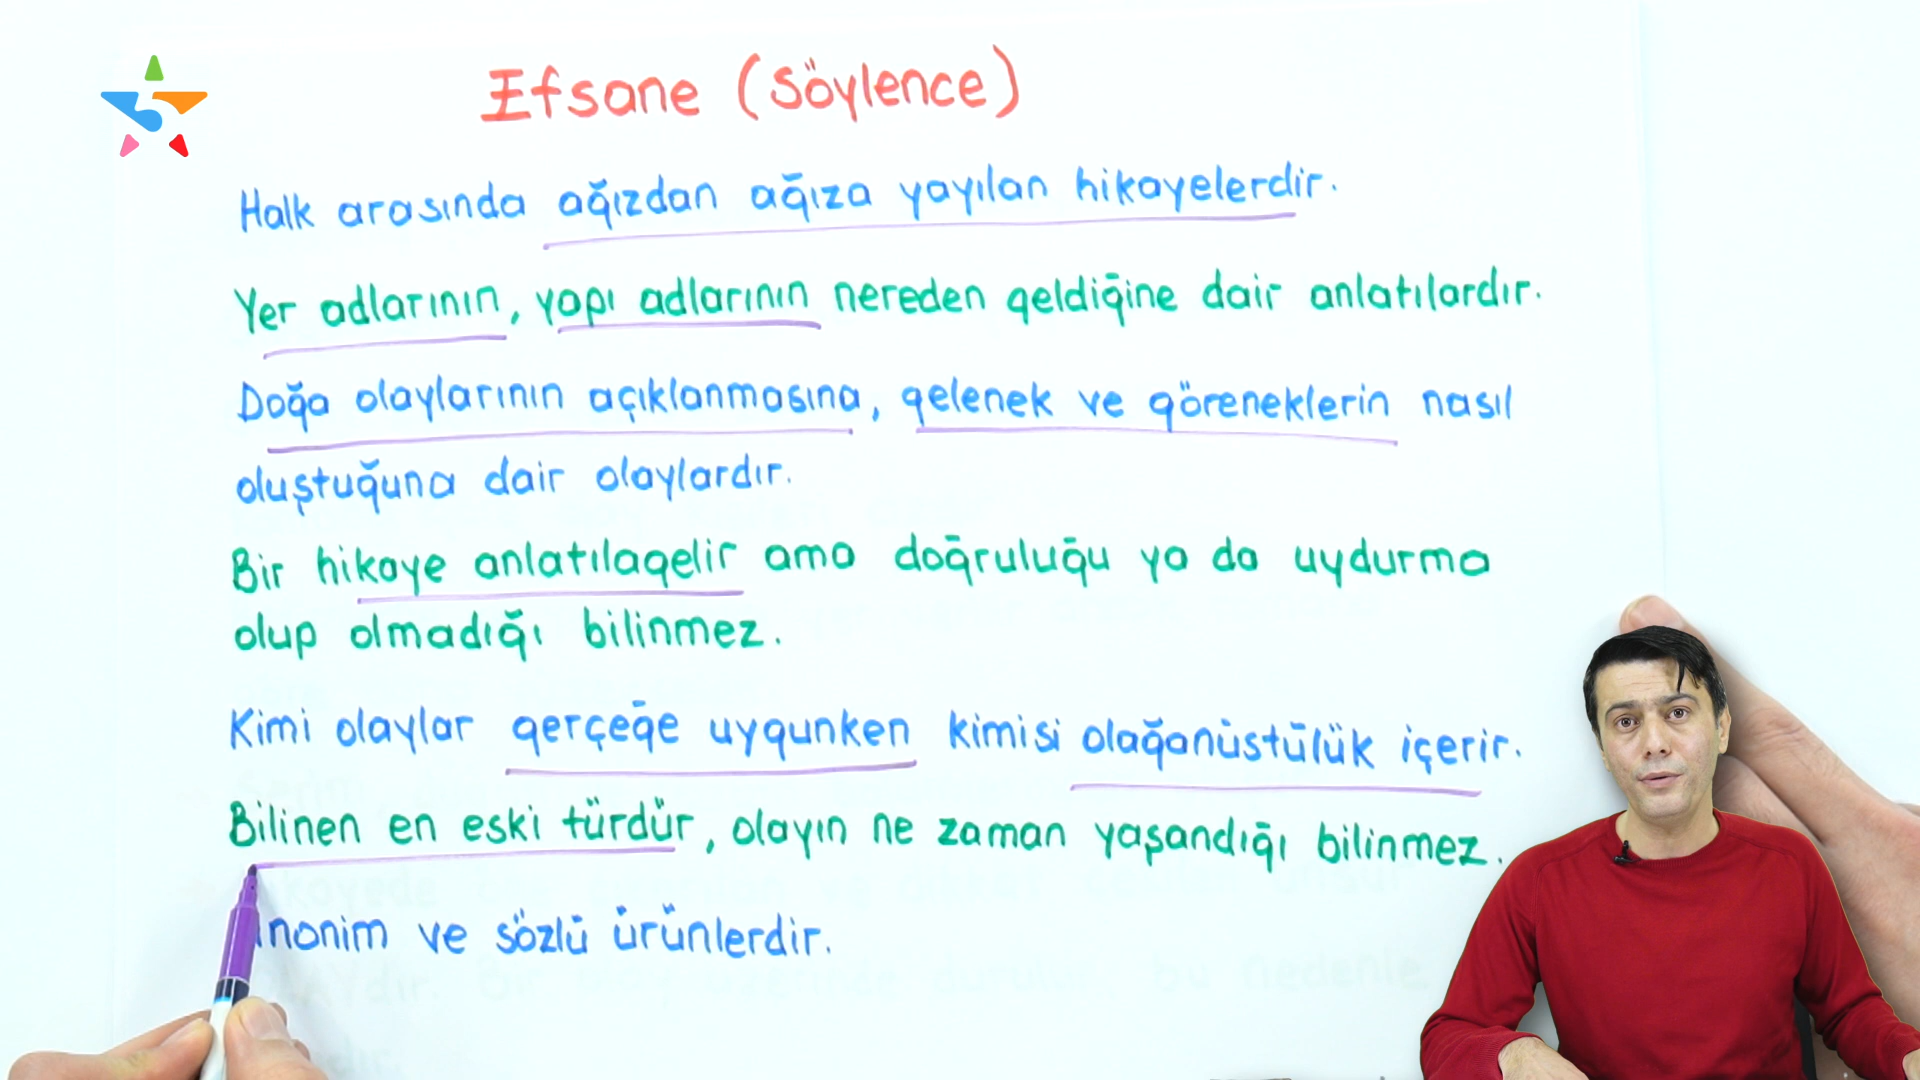 Efsane (Söylence)
Halk arasında ağızdan ağıza yayılan hikayelerdir.
Yer adlarının, yapı adlarının nereden geldiğine dair anlatılardır.
Doğa olaylarının açıklanmasına, gelenek ve göreneklerin nasıl
oluştuğuna dair olaylardır.
Bir hikaye anlatılagelir ama doğruluğu ya da uydurma
olup olmadığı bilinmez.
Kimi olaylar gerçeğe uygunken kimisi olağanüstülük içerir.
Bilinen en eski türdür, olayın ne zaman yaşandığı bilinmez.
Anonim ve sözlü ürünlerdir.